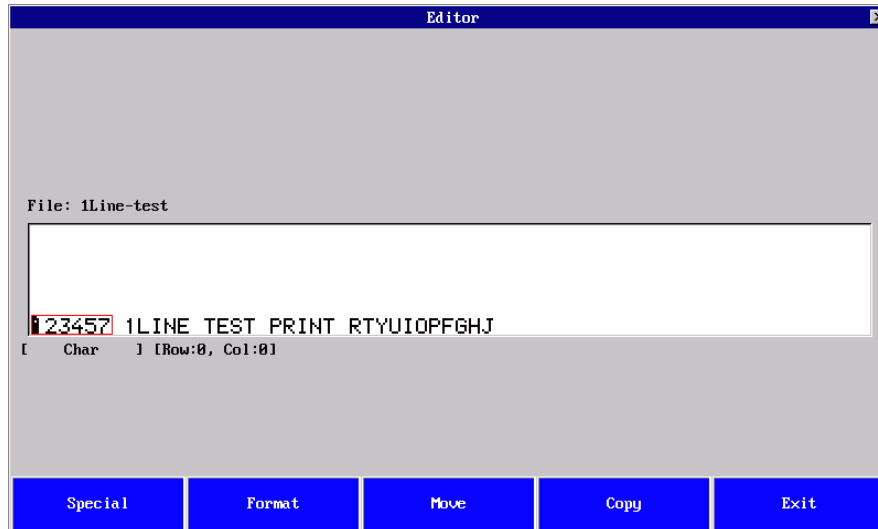 Editor
File: 1Line-test
123457 1LINE TEST PRINT RTYUIOPFGHJ
[ Char ] [Row:0, Col:0]
Special Format Move Copy Exit